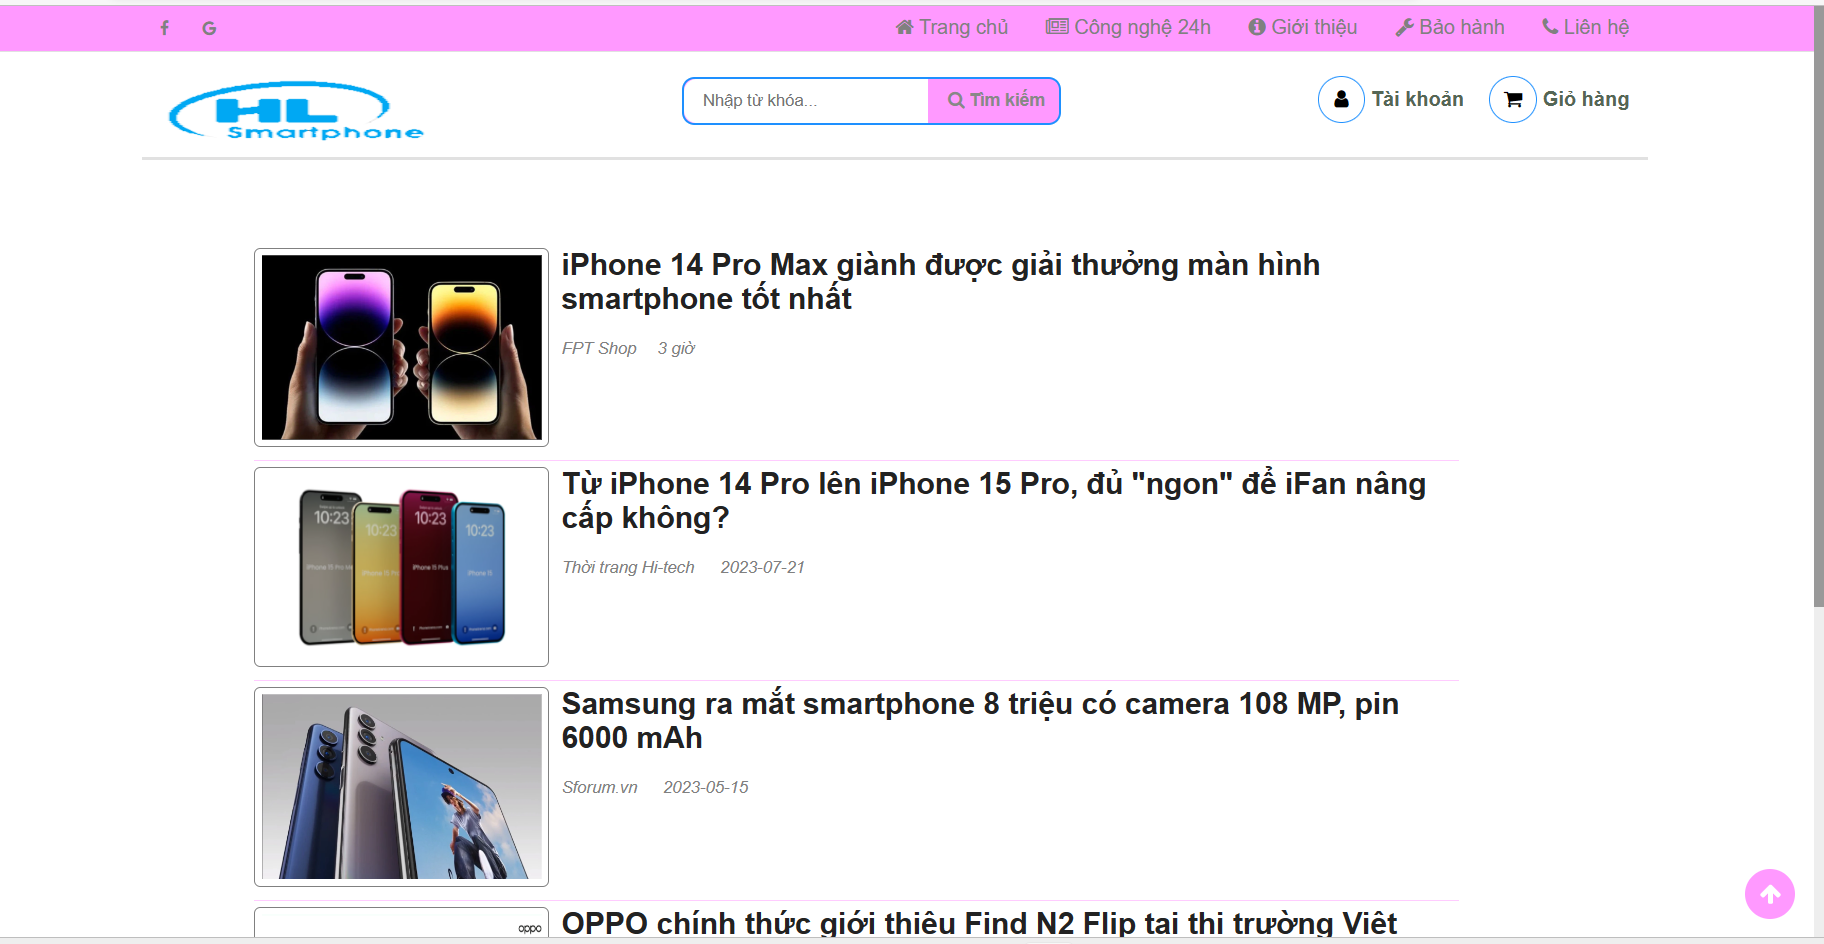 Trang chủ
Công nghệ 24h
Giới thiệu
Bảo hành
Liên hệ
HL
Smartphone
Nhập từ khóa...
Tìm kiếm
Tài khoản
Giỏ hàng
iPhone 14 Pro Max giành được giải thưởng màn hình
smartphone tốt nhất
FPT Shop 3 giờ
10:23
10:23
10:23
10:23
iPhone 15 Plus
iPhone 15
Từ iPhone 14 Pro lên iPhone 15 Pro, đủ "ngon" để iFan nâng
cấp không?
Thời trang Hi-tech 2023-07-21
Samsung ra mắt smartphone 8 triệu có camera 108 MP, pin
6000 mAh
Sforum.vn 2023-05-15
oppo
OPPO chính thức giới thiệu Find N2 Flip tại thị trường Việt